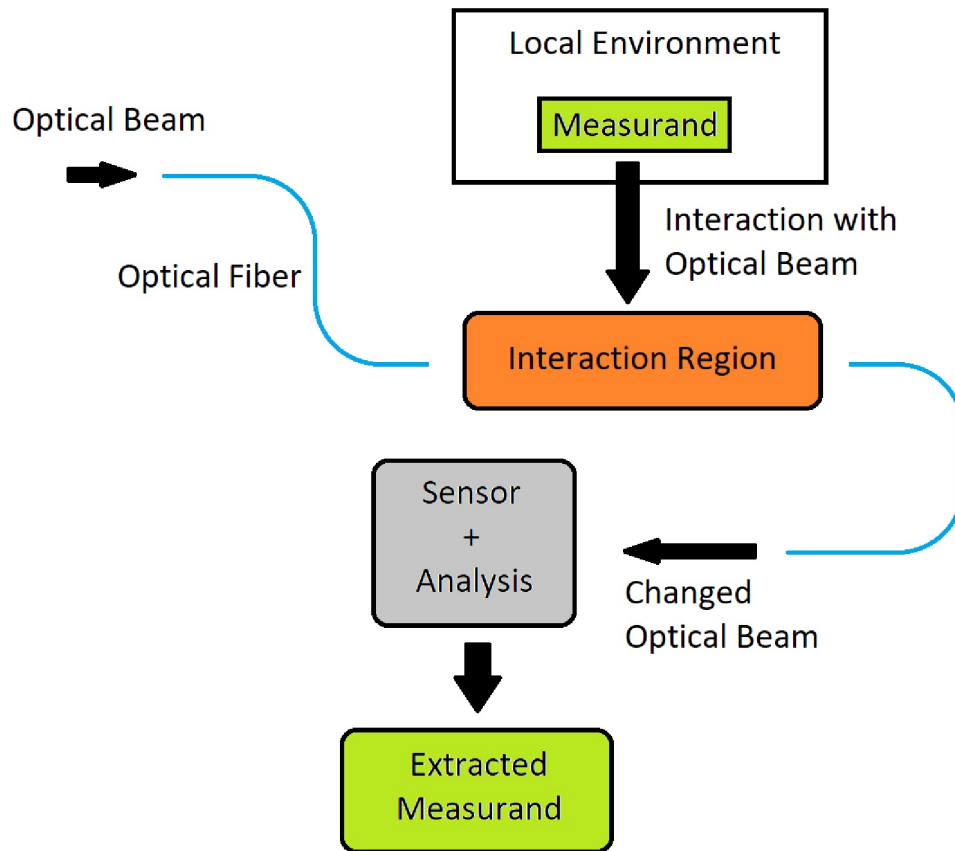 Local Environment
Measurand
Optical Beam
Interaction with
Optical Beam
Optical Fiber
Interaction Region
Sensor
+
Analysis
Changed
Optical Beam
Extracted
Measurand